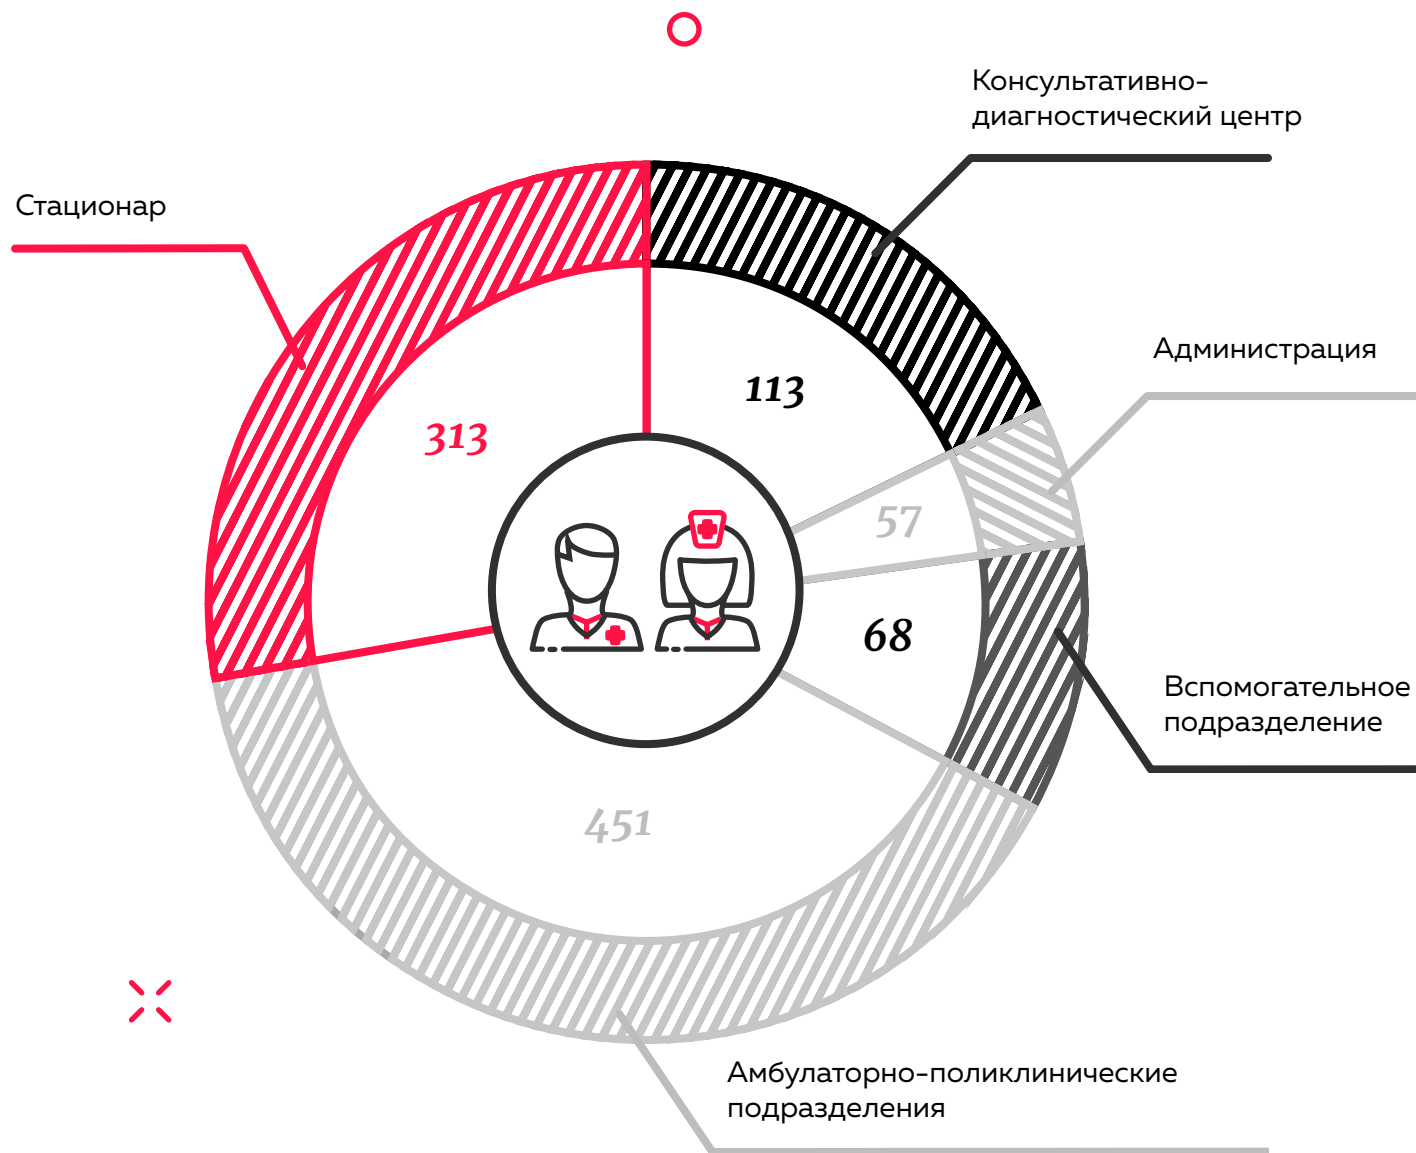 Консультативно-
диагностический центр
Стационар
Администрация
113
313
57
68
Вспомогательное
подразделение
451
Амбулаторно-поликлинические
подразделения